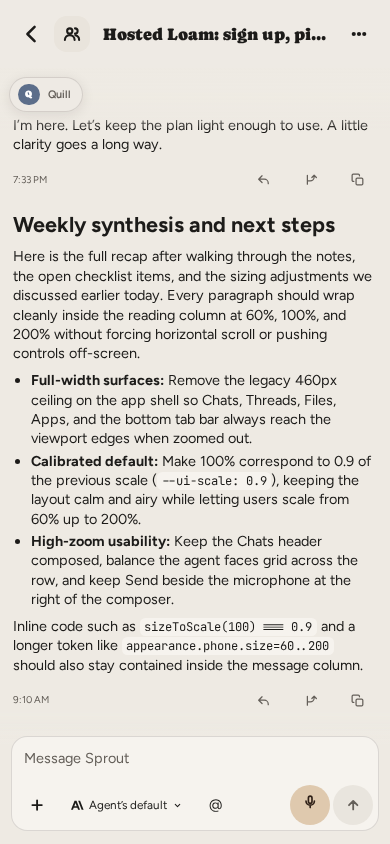 Hosted Loam: sign up, pi...
Q Quill
I'm here. Let's keep the plan light enough to use. A little
clarity goes a long way.
7:33 PM
Weekly synthesis and next steps
Here is the full recap after walking through the notes,
the open checklist items, and the sizing adjustments we
discussed earlier today. Every paragraph should wrap
cleanly inside the reading column at 60%, 100%, and
200% without forcing horizontal scroll or pushing
controls off-screen.
• Full-width surfaces: Remove the legacy 460px
ceiling on the app shell so Chats, Threads, Files,
Apps, and the bottom tab bar always reach the
viewport edges when zoomed out.
• Calibrated default: Make 100% correspond to 0.9 of
the previous scale ( --ui-scale: 0.9 ), keeping the
layout calm and airy while letting users scale from
60% up to 200%.
• High-zoom usability: Keep the Chats header
composed, balance the agent faces grid across the
row, and keep Send beside the microphone at the
right of the composer.
Inline code such as sizeToScale(100) === 0.9 and a
longer token like appearance.phone.size=60..200
should also stay contained inside the message column.
9:10 AM
Message Sprout
Agent's default @